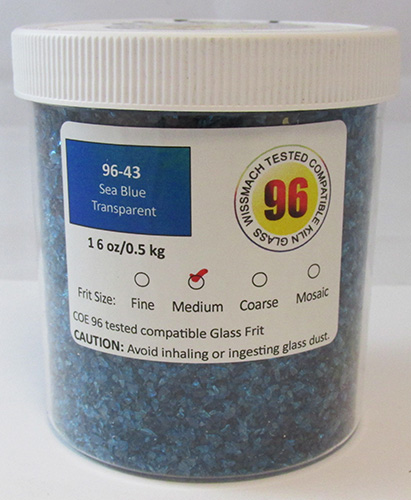 96-43
Sea Blue
Transparent
WISSMACH TESTED COMPATIBLE KILN GLASS
96
1 6 oz/0.5 kg
Frit Size: Fine Medium Coarse Mosaic
COE 96 tested compatible Glass Frit
CAUTION: Avoid inhaling or ingesting glass dust.